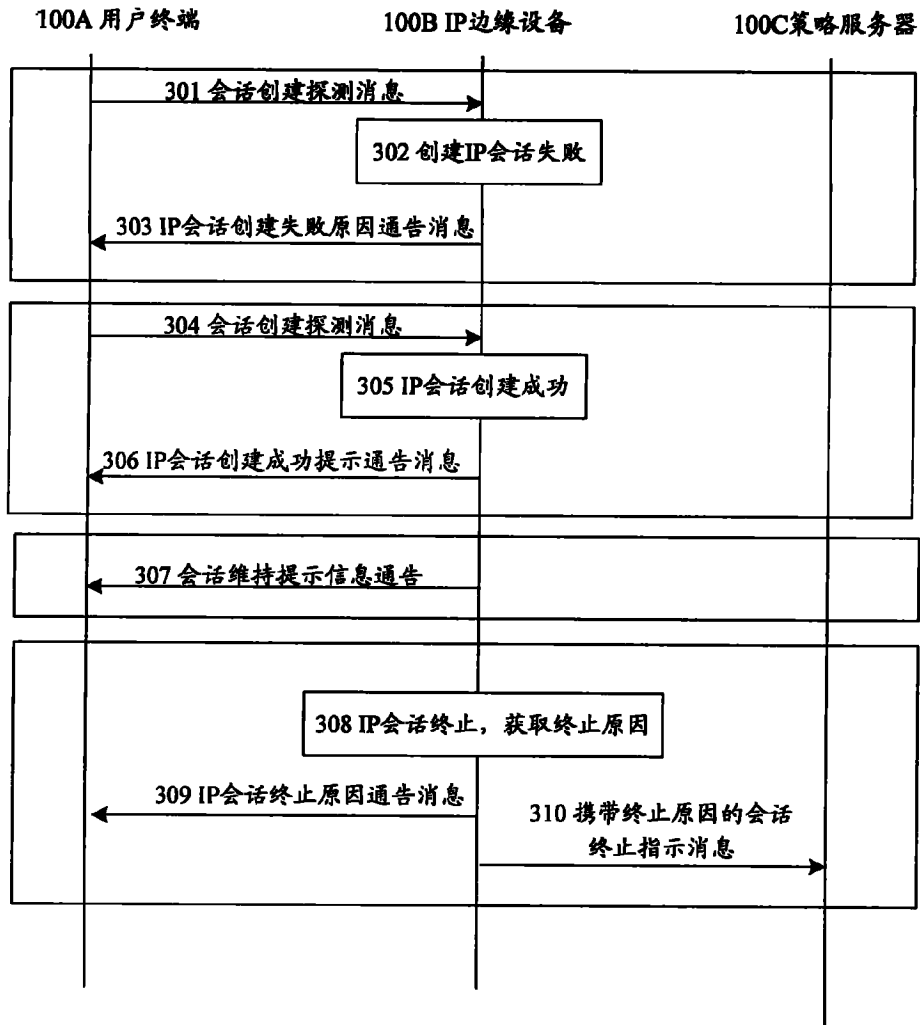 100A 用户终端
100B IP边缘设备
100C策略服务器
301 会话创建探测消息
302 创建IP会话失败
303 IP会话创建失败原因通告消息
304 会话创建探测消息
305 IP会话创建成功
306 IP会话创建成功提示通告消息
307 会话维持提示信息通告
308 IP会话终止，获取终止原因
309 IP会话终止原因通告消息
310 携带终止原因的会话
终止指示消息